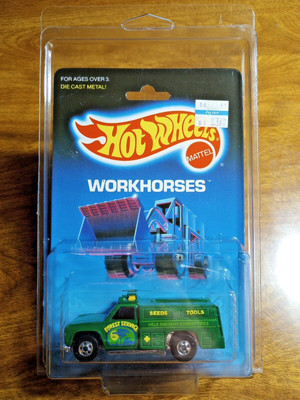 FOR AGES OVER 3.
DIE CAST METAL!
Hot Wheels
MATTEL
WORKHORSES
SEEDS TOOLS
FOREST SERVICE